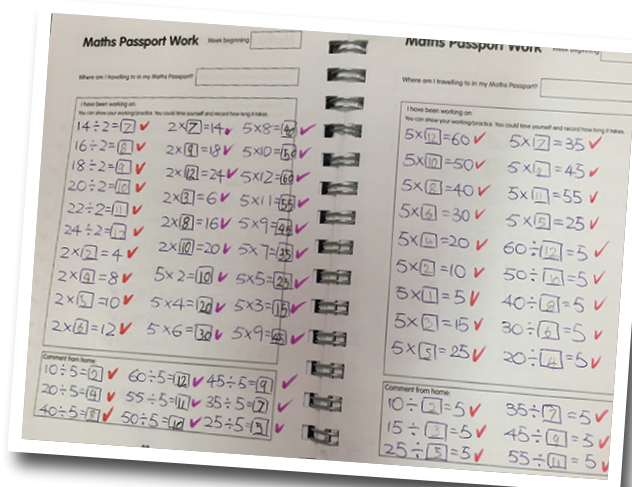 Maths Passport Work Week beginning
Where am I travelling to in my Maths Passport?
I have been working on:
You can show your working/practice. You could time yourself and record how long it takes.
14÷2=7 ✓ 2×7=14 ✓ 5×8=40 ✓
16÷2=8 ✓ 2×9=18 ✓ 5×10=50 ✓
18÷2=9 ✓ 2×12=24 ✓ 5×12=60 ✓
20÷2=10 ✓ 2×3=6 ✓ 5×11=55 ✓
22÷2=11 ✓ 2×8=16 ✓ 5×9=45 ✓
24÷2=12 ✓ 2×10=20 ✓ 5×7=35 ✓
2×2=4 ✓ 5×2=10 ✓ 5×5=25 ✓
2×4=8 ✓ 5×4=20 ✓ 5×3=15 ✓
2×5=10 ✓ 5×6=30 ✓ 5×9=45 ✓
2×6=12 ✓
Comment from home:
10÷5=2 ✓ 60÷5=12 ✓ 45÷5=9 ✓
20÷5=4 ✓ 55÷5=11 ✓ 35÷5=7 ✓
40÷5=8 ✓ 50÷5=10 ✓ 25÷5=5 ✓
Maths Passport Work Week beginning
Where am I travelling to in my Maths Passport?
I have been working on:
You can show your working/practice. You could time yourself and record how long it takes.
5×12=60 ✓ 5×7=35 ✓
5×10=50 ✓ 5×=45 ✓
5×8=40 ✓ 5×11=55 ✓
5×6=30 ✓ 5×5=25 ✓
5×4=20 ✓ 60÷12=5 ✓
5×2=10 ✓ 50÷10=5 ✓
5×1=5 ✓ 40÷8=5 ✓
5×3=15 ✓ 30÷6=5 ✓
5×5=25 ✓ 20÷4=5 ✓
Comment from home:
10÷2=5 ✓ 35÷7=5 ✓
15÷3=5 ✓ 45÷9=5 ✓
25÷5=5 ✓ 55÷11=5 ✓